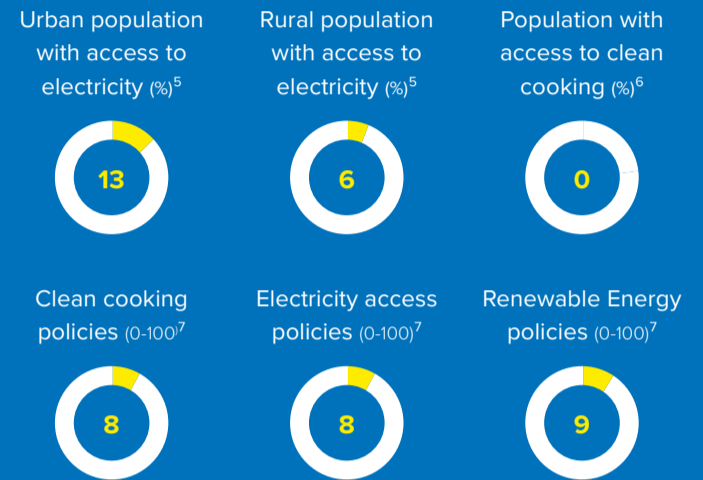 Urban population
with access to
electricity (%)⁵
13
Rural population
with access to
electricity (%)⁵
6
Population with
access to clean
cooking (%)⁶
0
Clean cooking
policies (0-100)⁷
8
Electricity access
policies (0-100)⁷
8
Renewable Energy
policies (0-100)⁷
9